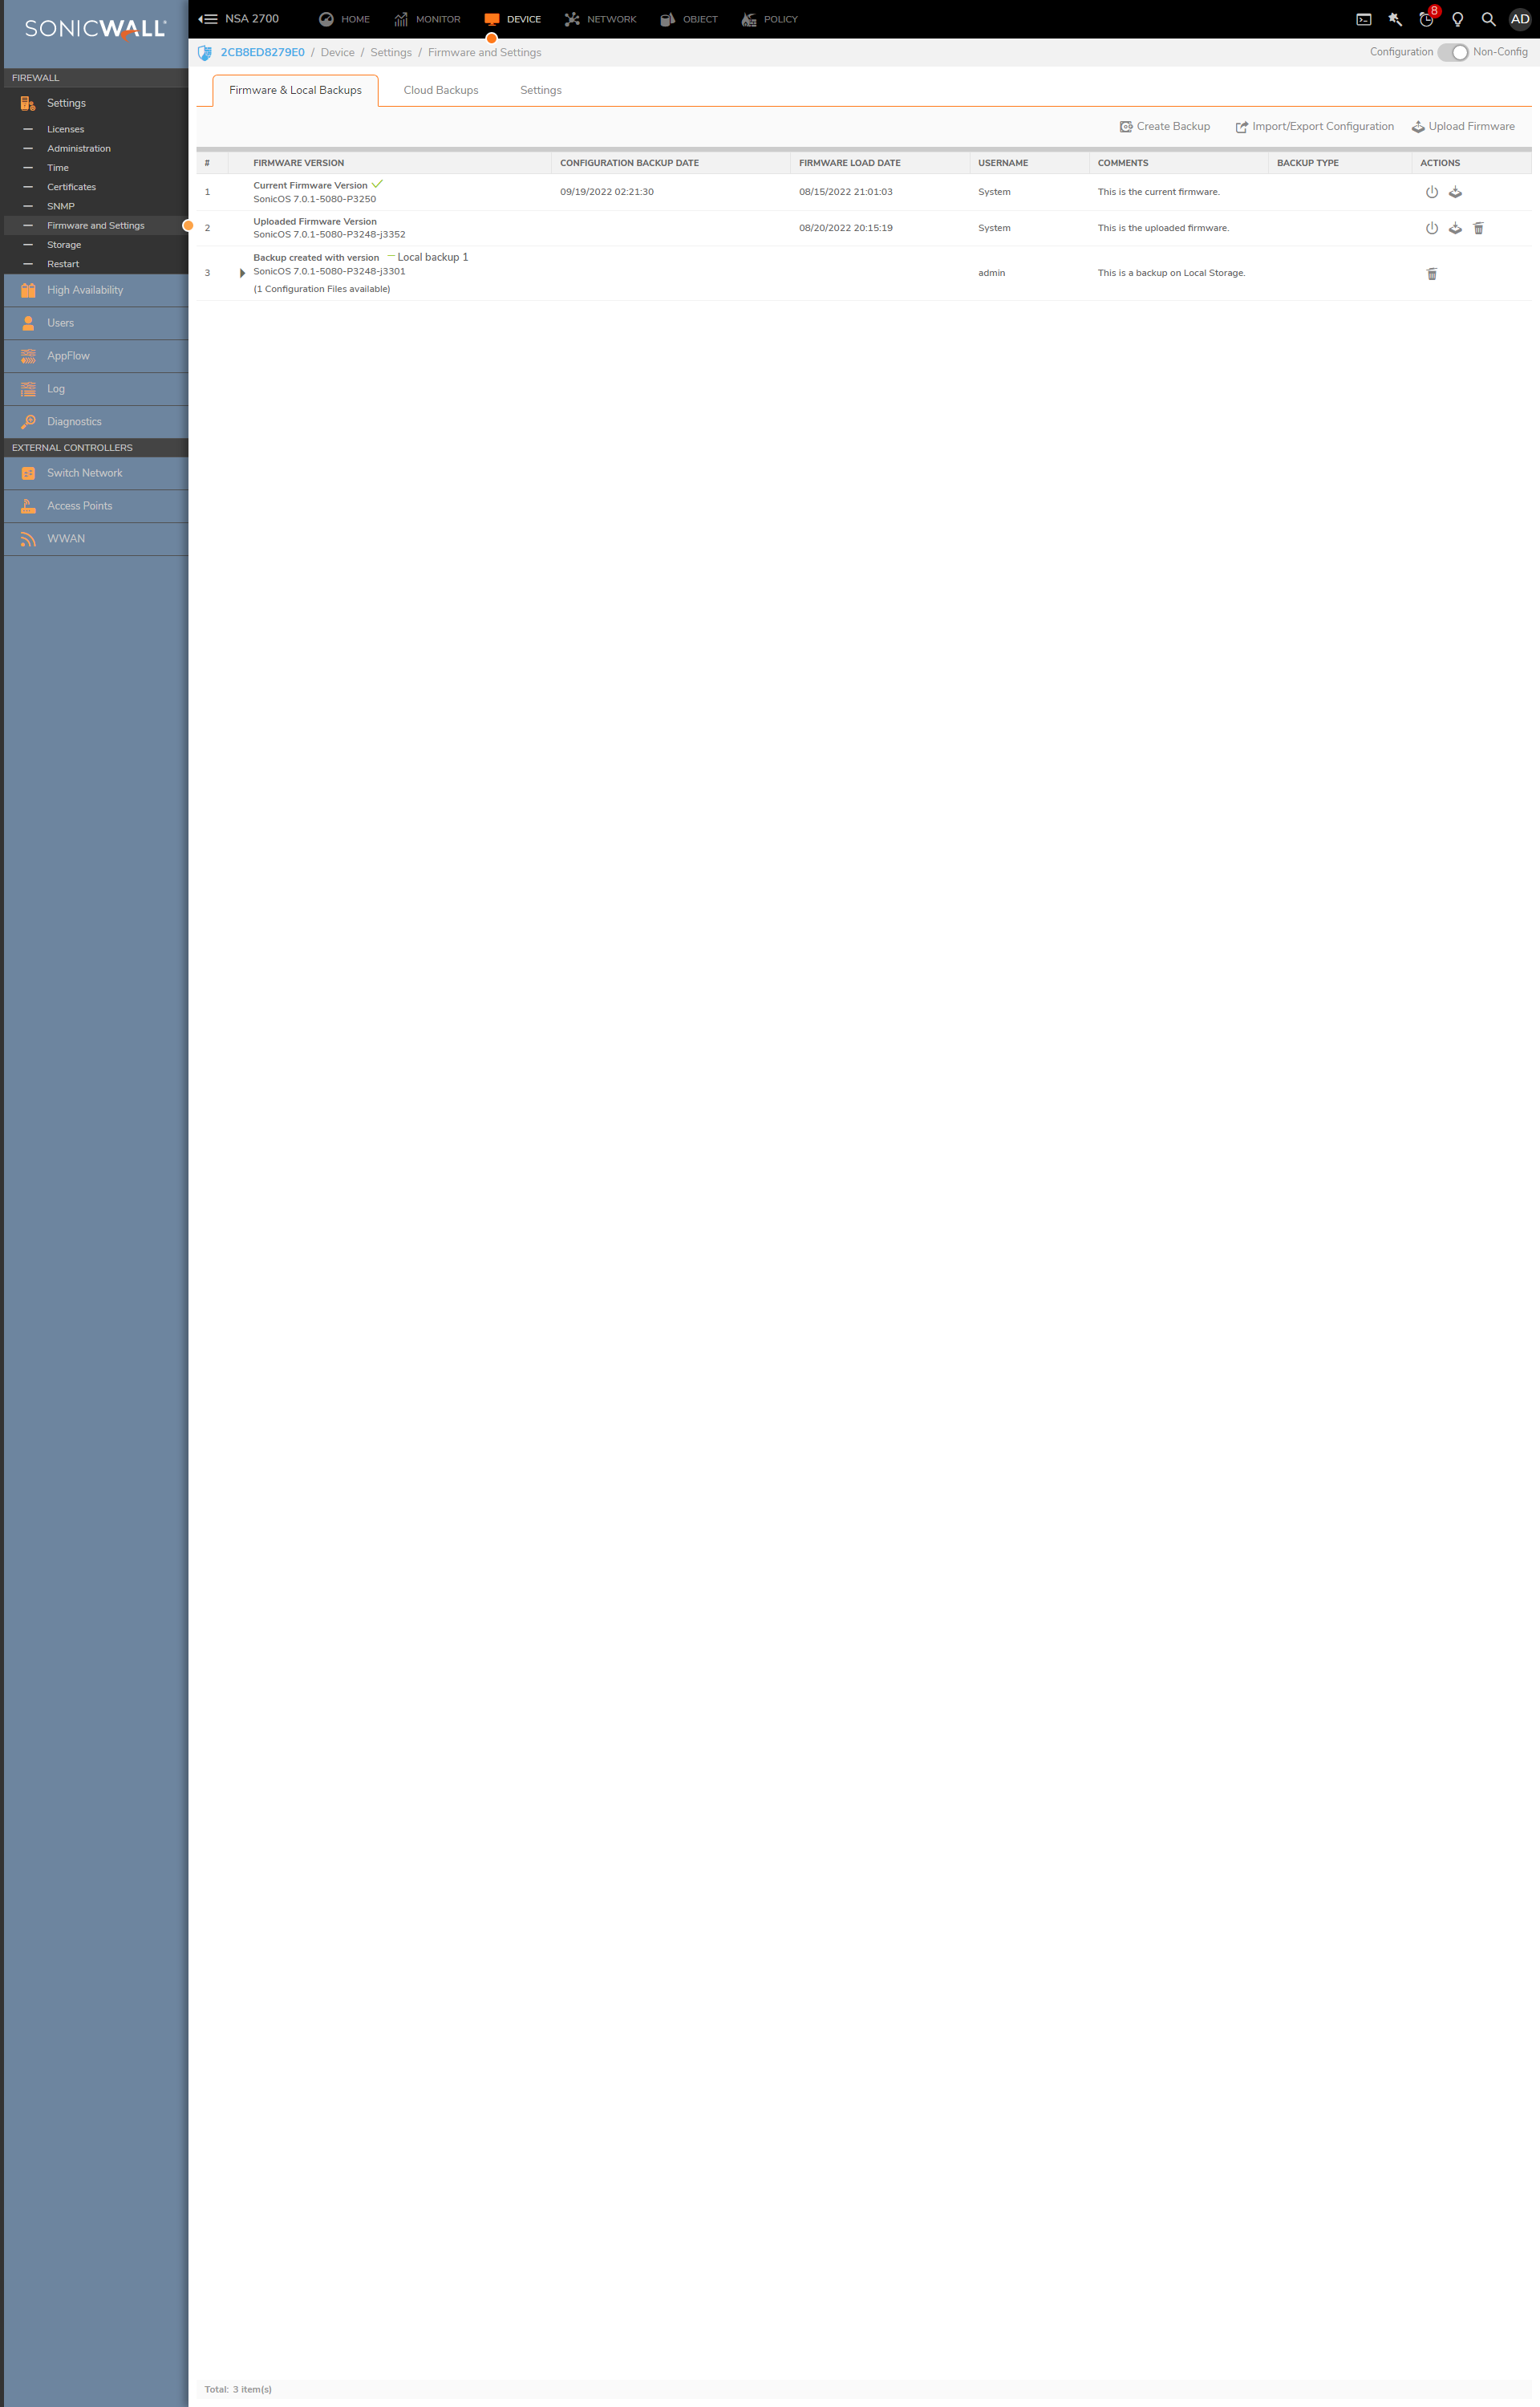 SONICWALL
NSA 2700
HOME
MONITOR
DEVICE
NETWORK
OBJECT
POLICY
8
AD
2CB8ED8279E0 / Device / Settings / Firmware and Settings
Configuration
Non-Config
FIREWALL
Settings
Licenses
Administration
Time
Certificates
SNMP
Firmware and Settings
Storage
Restart
High Availability
Users
AppFlow
Log
Diagnostics
EXTERNAL CONTROLLERS
Switch Network
Access Points
WWAN
Firmware & Local Backups
Cloud Backups
Settings
Create Backup
Import/Export Configuration
Upload Firmware
# FIRMWARE VERSION CONFIGURATION BACKUP DATE FIRMWARE LOAD DATE USERNAME COMMENTS BACKUP TYPE ACTIONS
Current Firmware Version
1 SonicOS 7.0.1-5080-P3250 09/19/2022 02:21:30 08/15/2022 21:01:03 System This is the current firmware.
Uploaded Firmware Version
2 SonicOS 7.0.1-5080-P3248-j3352 08/20/2022 20:15:19 System This is the uploaded firmware.
Backup created with version — Local backup 1
3 SonicOS 7.0.1-5080-P3248-j3301 admin This is a backup on Local Storage.
(1 Configuration Files available)
Total: 3 item(s)